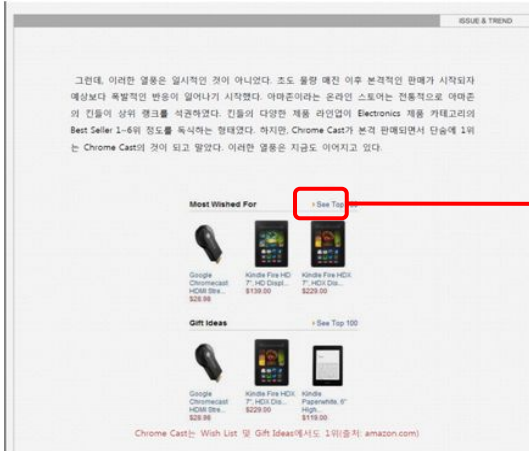 ISSUE & TREND
그런데, 이러한 열풍은 일시적인 것이 아니었다. 초도 물량 매진 이후 본격적인 판매가 시작되자
예상보다 폭발적인 반응이 일어나기 시작했다. 아마존이라는 온라인 스토어는 전통적으로 아마존
의 킨들이 상위 랭크를 석권하였다. 킨들의 다양한 제품 라인업이 Electronics 제품 카테고리의
Best Seller 1~6위 정도를 독식하는 형태였다. 하지만, Chrome Cast가 본격 판매되면서 단숨에 1위
는 Chrome Cast의 것이 되고 말았다. 이러한 열풍은 지금도 이어지고 있다.
Most Wished For › See Top 100
Google Chromecast HDMI Stre... $28.98
Kindle Fire HD 7", HD Displ... $139.00
Kindle Fire HDX 7", HDX Dis... $229.00
Gift Ideas › See Top 100
Google Chromecast HDMI Stre... $28.98
Kindle Fire HDX 7", HDX Dis... $229.00
Kindle Paperwhite, 6" High... $119.00
Chrome Cast는 Wish List 및 Gift Ideas에서도 1위(출처: amazon.com)